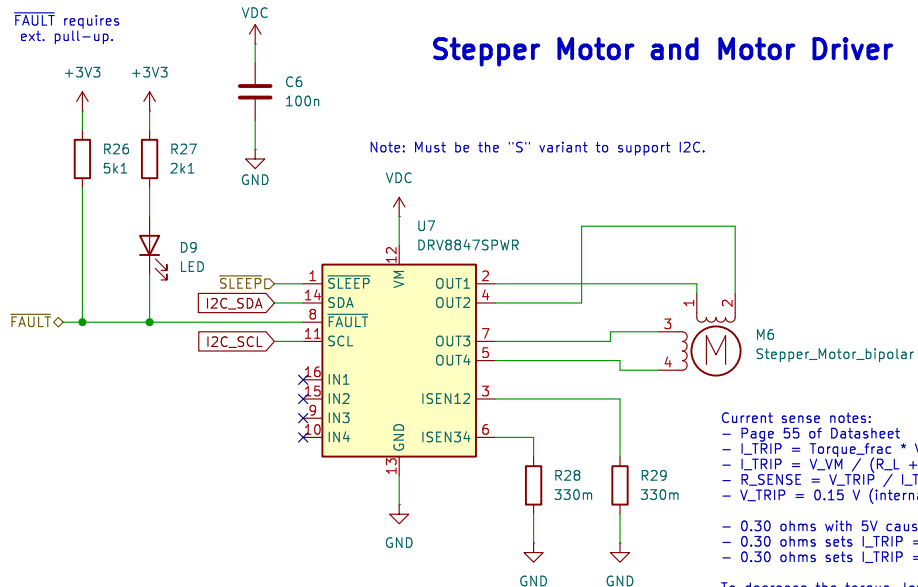 FAULT requires
ext. pull-up.
VDC
Stepper Motor and Motor Driver
+3V3
+3V3
C6
100n
R26
5k1
R27
2k1
GND
Note: Must be the "S" variant to support I2C.
VDC
U7
DRV8847SPWR
D9
LED
12
VM
SLEEP
1
SLEEP
OUT1
2
I2C_SDA
14
SDA
OUT2
4
1
2
FAULT
8
FAULT
I2C_SCL
11
SCL
OUT3
7
3
OUT4
5
4
M
M6
Stepper_Motor_bipolar
16
IN1
15
IN2
ISEN12
3
9
IN3
10
IN4
ISEN34
6
GND
13
GND
R28
330m
R29
330m
GND
GND
Current sense notes:
- Page 55 of Datasheet
- I_TRIP = Torque_frac * V
- I_TRIP = V_VM / (R_L +
- R_SENSE = V_TRIP / I_T
- V_TRIP = 0.15 V (interna
- 0.30 ohms with 5V caus
- 0.30 ohms sets I_TRIP =
- 0.30 ohms sets I_TRIP =